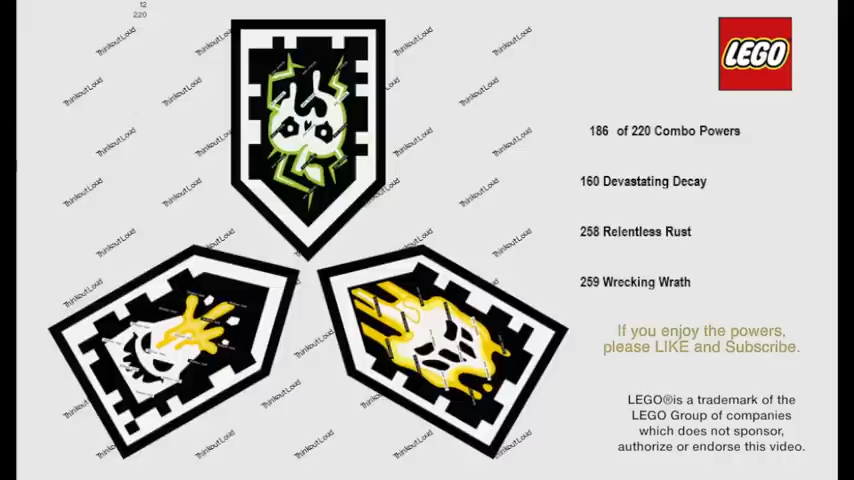 12
220
LEGO
186 of 220 Combo Powers
160 Devastating Decay
258 Relentless Rust
259 Wrecking Wrath
If you enjoy the powers,
please LIKE and Subscribe.
LEGO®is a trademark of the
LEGO Group of companies
which does not sponsor,
authorize or endorse this video.
ThinkoutLoud